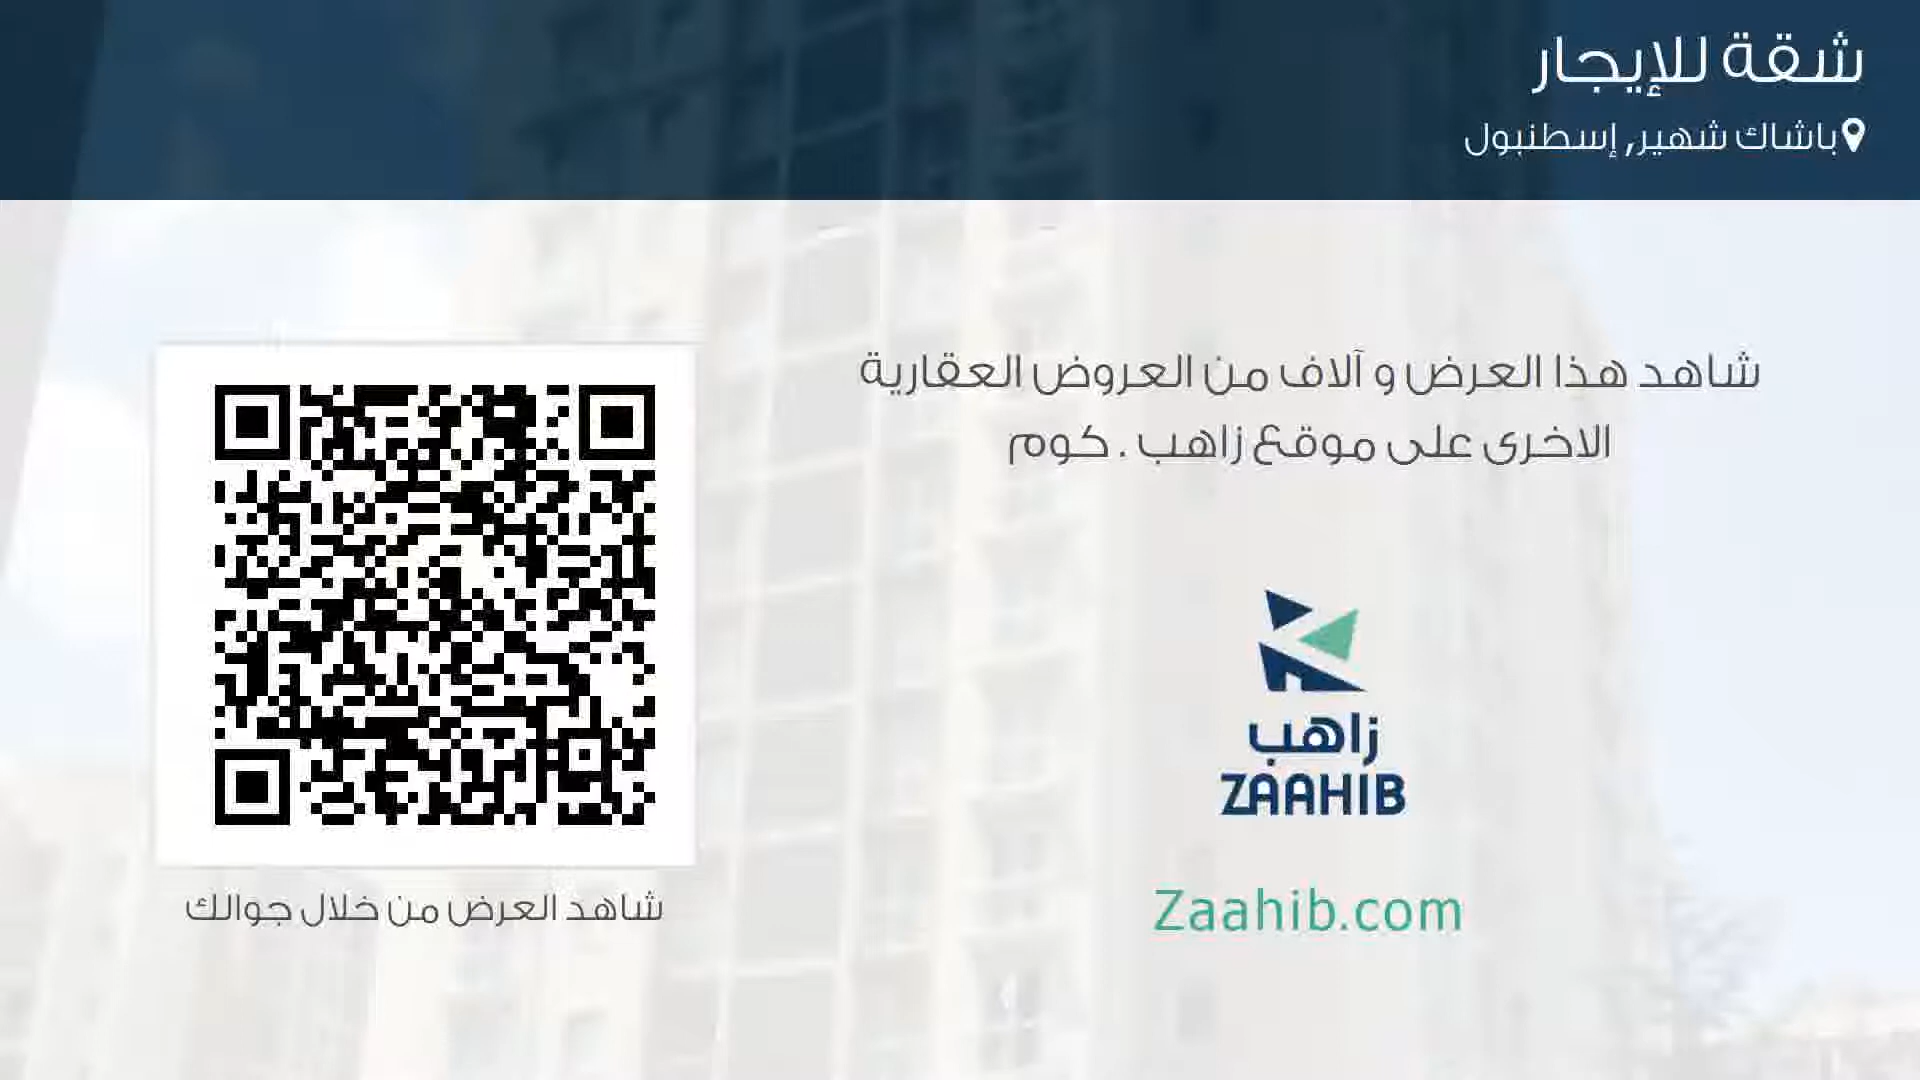 شقة للإيجار
باشاك شهير, إسطنبول
شاهد هذا العرض و آلاف من العروض العقارية
الاخرى على موقع زاهب . كوم
زاهب
ZAAHIB
Zaahib.com
شاهد العرض من خلال جوالك